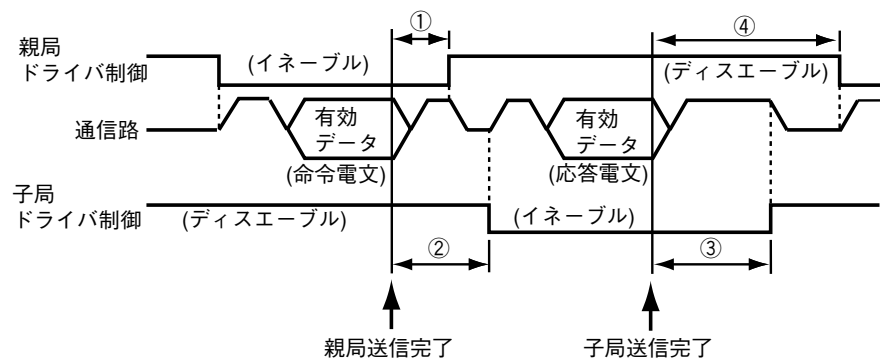 ①
④
親局
ドライバ制御
(イネーブル)
(ディスエーブル)
通信路
有効
データ
(命令電文)
有効
データ
(応答電文)
子局
ドライバ制御
(ディスエーブル)
(イネーブル)
②
③
親局送信完了
子局送信完了